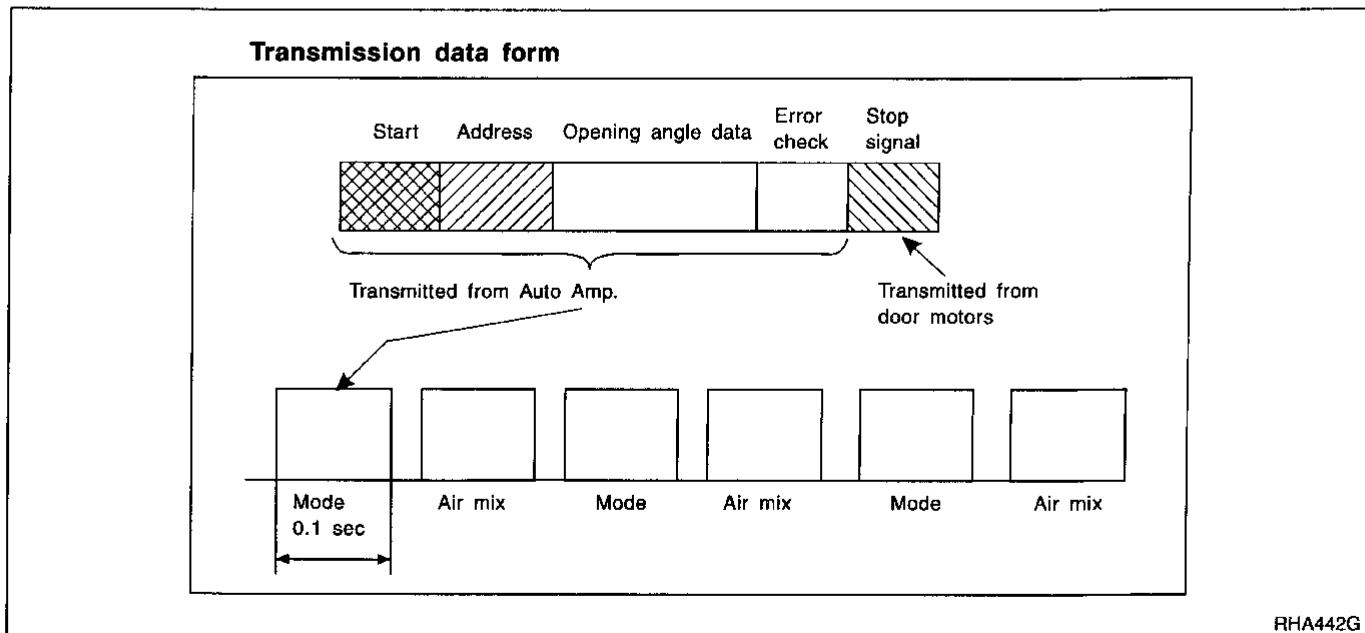 Transmission data form
Start Address Opening angle data Error check Stop signal
Transmitted from Auto Amp.
Transmitted from door motors
Mode Air mix Mode Air mix Mode Air mix
0.1 sec
RHA442G